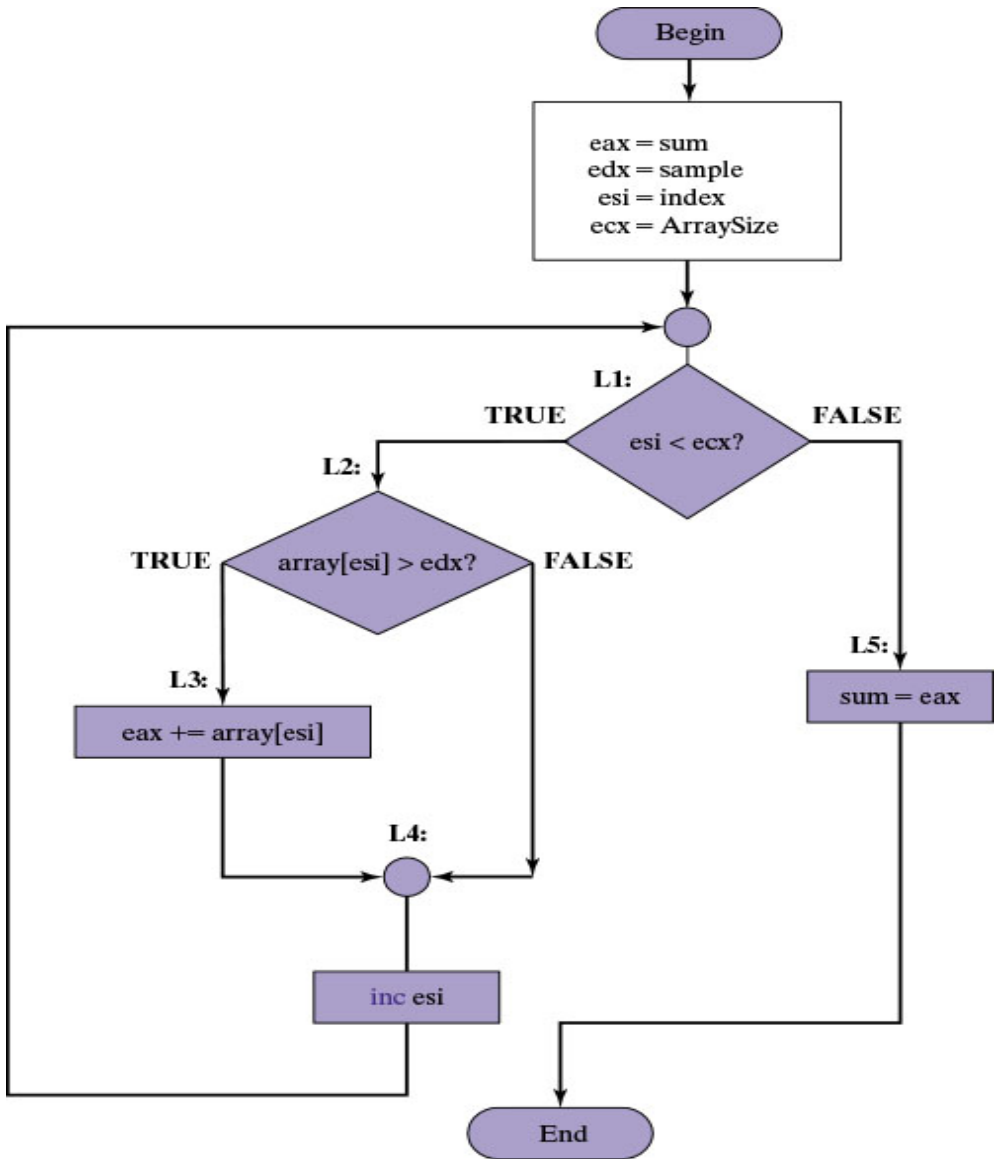 Begin
eax = sum
edx = sample
esi = index
ecx = ArraySize
L1:
TRUE
FALSE
esi < ecx?
L2:
TRUE
array[esi] > edx?
FALSE
L3:
eax += array[esi]
L5:
sum = eax
L4:
inc esi
End